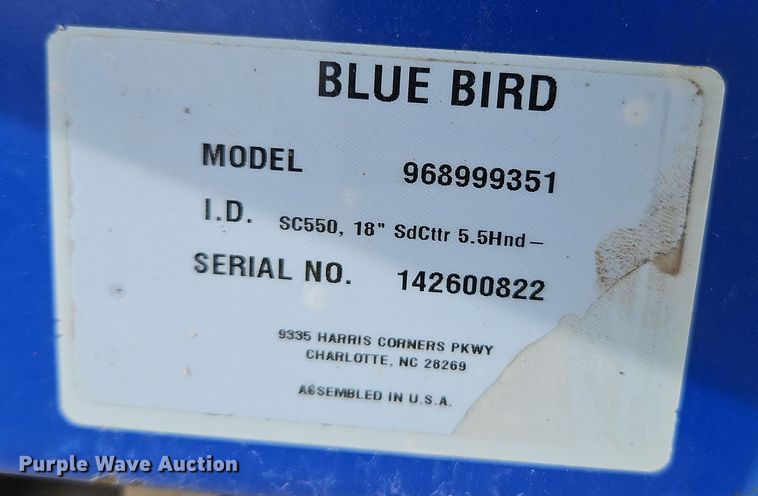 BLUE BIRD
MODEL 968999351
I.D. SC550, 18" SdCttr 5.5Hnd–
SERIAL NO. 142600822
9335 HARRIS CORNERS PKWY
CHARLOTTE, NC 28269
ASSEMBLED IN U.S.A.
Purple Wave Auction